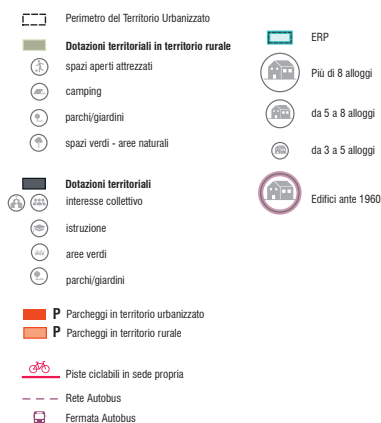 Perimetro del Territorio Urbanizzato
Dotazioni territoriali in territorio rurale
spazi aperti attrezzati
camping
parchi/giardini
spazi verdi - aree naturali
Dotazioni territoriali
interesse collettivo
istruzione
aree verdi
parchi/giardini
P Parcheggi in territorio urbanizzato
P Parcheggi in territorio rurale
Piste ciclabili in sede propria
Rete Autobus
Fermata Autobus
ERP
Più di 8 alloggi
da 5 a 8 alloggi
da 3 a 5 alloggi
Edifici ante 1960